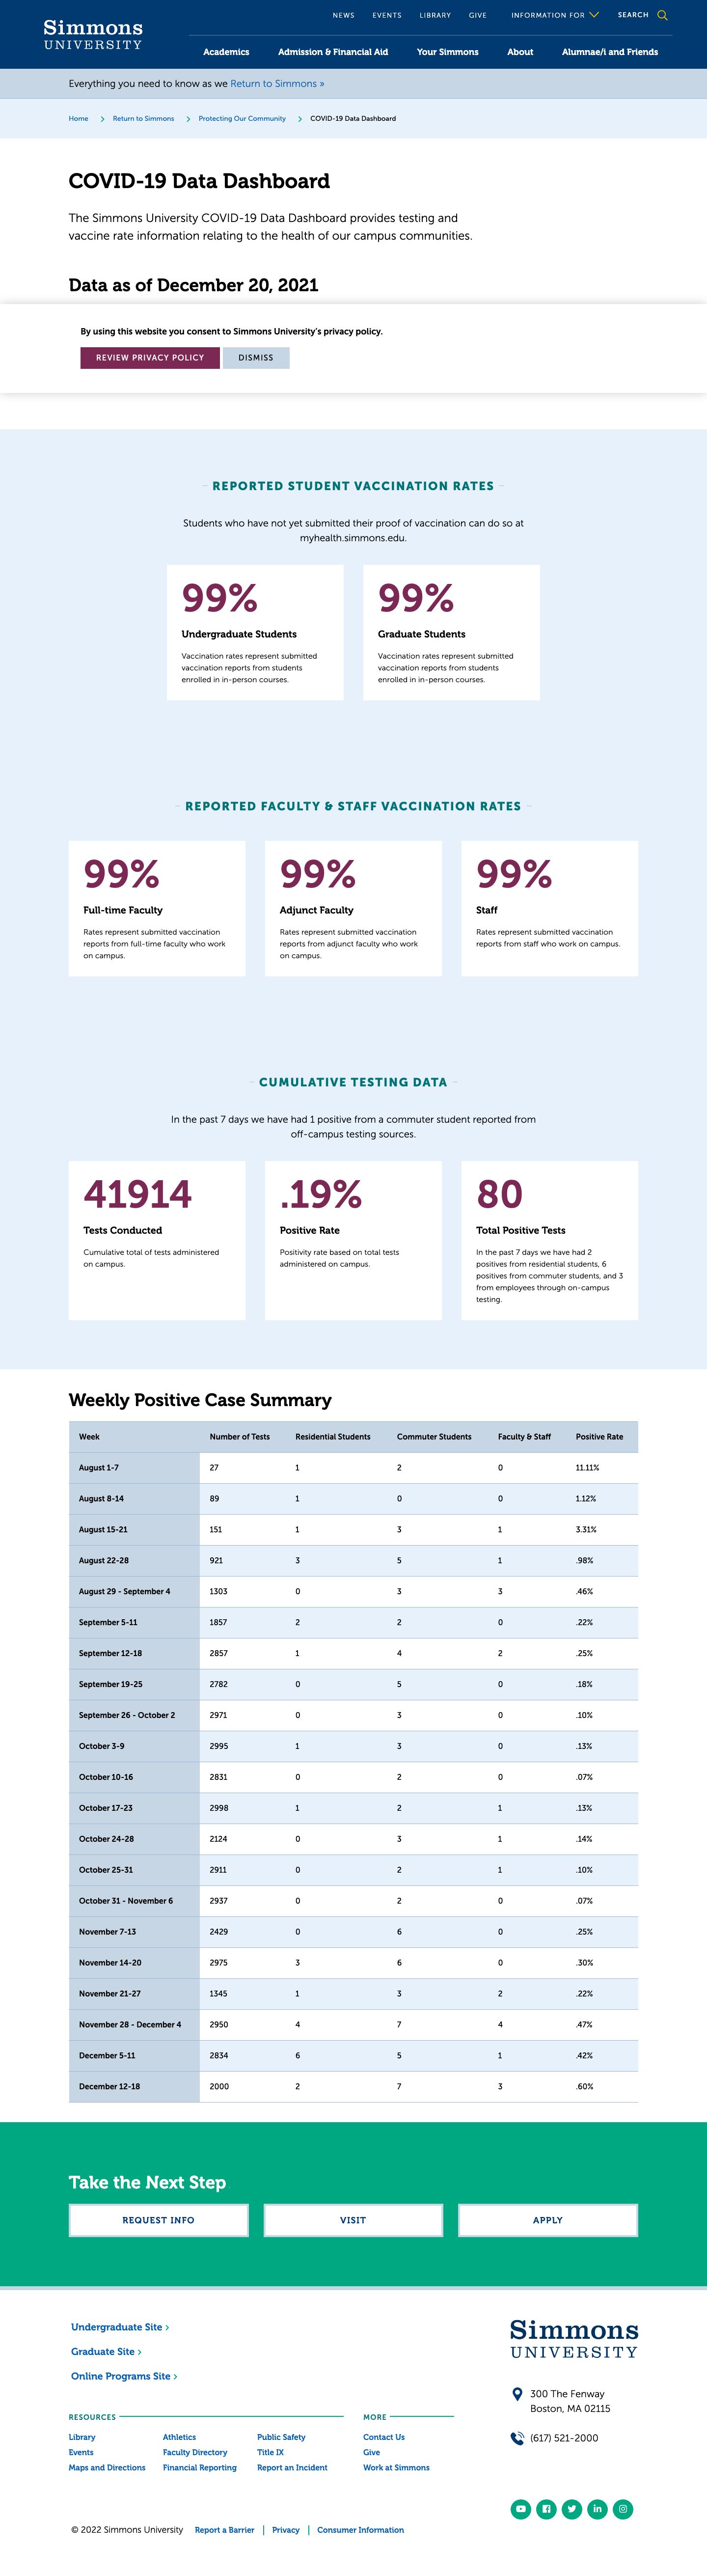 Simmons
UNIVERSITY
NEWS EVENTS LIBRARY GIVE INFORMATION FOR SEARCH
Academics Admission & Financial Aid Your Simmons About Alumnae/i and Friends
Everything you need to know as we Return to Simmons »
Home Return to Simmons Protecting Our Community COVID-19 Data Dashboard
COVID-19 Data Dashboard
The Simmons University COVID-19 Data Dashboard provides testing and
vaccine rate information relating to the health of our campus communities.
Data as of December 20, 2021
By using this website you consent to Simmons University's privacy policy.
REVIEW PRIVACY POLICY DISMISS
REPORTED STUDENT VACCINATION RATES
Students who have not yet submitted their proof of vaccination can do so at
myhealth.simmons.edu.
99%
Undergraduate Students
Vaccination rates represent submitted
vaccination reports from students
enrolled in in-person courses.
99%
Graduate Students
Vaccination rates represent submitted
vaccination reports from students
enrolled in in-person courses.
REPORTED FACULTY & STAFF VACCINATION RATES
99%
Full-time Faculty
Rates represent submitted vaccination
reports from full-time faculty who work
on campus.
99%
Adjunct Faculty
Rates represent submitted vaccination
reports from adjunct faculty who work
on campus.
99%
Staff
Rates represent submitted vaccination
reports from staff who work on campus.
CUMULATIVE TESTING DATA
In the past 7 days we have had 1 positive from a commuter student reported from
off-campus testing sources.
41914
Tests Conducted
Cumulative total of tests administered
on campus.
.19%
Positive Rate
Positivity rate based on total tests
administered on campus.
80
Total Positive Tests
In the past 7 days we have had 2
positives from residential students, 6
positives from commuter students, and 3
from employees through on-campus
testing.
Weekly Positive Case Summary
Week Number of Tests Residential Students Commuter Students Faculty & Staff Positive Rate
August 1-7 27 1 2 0 11.11%
August 8-14 89 1 0 0 1.12%
August 15-21 151 1 3 1 3.31%
August 22-28 921 3 5 1 .98%
August 29 - September 4 1303 0 3 3 .46%
September 5-11 1857 2 2 0 .22%
September 12-18 2857 1 4 2 .25%
September 19-25 2782 0 5 0 .18%
September 26 - October 2 2971 0 3 0 .10%
October 3-9 2995 1 3 0 .13%
October 10-16 2831 0 2 0 .07%
October 17-23 2998 1 2 1 .13%
October 24-28 2124 0 3 1 .14%
October 25-31 2911 0 2 1 .10%
October 31 - November 6 2937 0 2 0 .07%
November 7-13 2429 0 6 0 .25%
November 14-20 2975 3 6 0 .30%
November 21-27 1345 1 3 2 .22%
November 28 - December 4 2950 4 7 4 .47%
December 5-11 2834 6 5 1 .42%
December 12-18 2000 2 7 3 .60%
Take the Next Step
REQUEST INFO VISIT APPLY
Undergraduate Site ›
Graduate Site ›
Online Programs Site ›
Simmons
UNIVERSITY
300 The Fenway
Boston, MA 02115
(617) 521-2000
RESOURCES MORE
Library Athletics Public Safety Contact Us
Events Faculty Directory Title IX Give
Maps and Directions Financial Reporting Report an Incident Work at Simmons
© 2022 Simmons University Report a Barrier | Privacy | Consumer Information